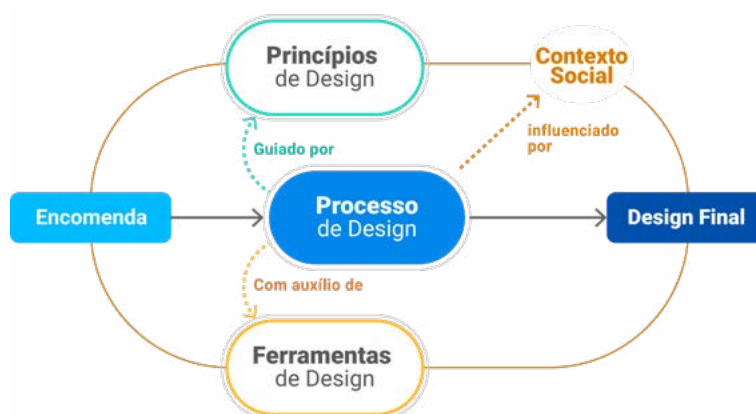 Princípios
de Design
Contexto
Social
Guiado por
influenciado
por
Encomenda
Processo
de Design
Design Final
Com auxílio de
Ferramentas
de Design